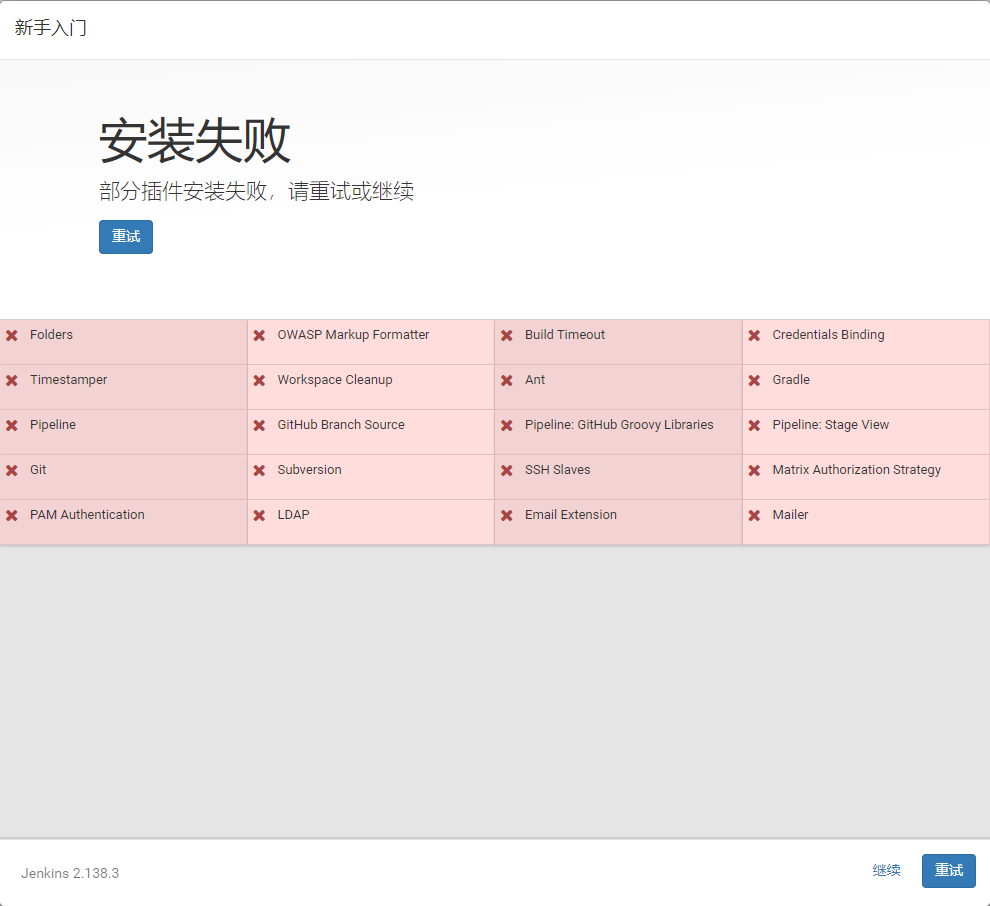 新手入门
安装失败
部分插件安装失败，请重试或继续
重试
Folders
OWASP Markup Formatter
Build Timeout
Credentials Binding
Timestamper
Workspace Cleanup
Ant
Gradle
Pipeline
GitHub Branch Source
Pipeline: GitHub Groovy Libraries
Pipeline: Stage View
Git
Subversion
SSH Slaves
Matrix Authorization Strategy
PAM Authentication
LDAP
Email Extension
Mailer
Jenkins 2.138.3
继续
重试